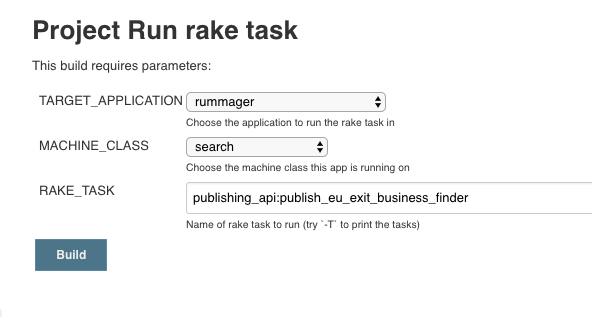 Project Run rake task
This build requires parameters:
TARGET_APPLICATION rummager
Choose the application to run the rake task in
MACHINE_CLASS search
Choose the machine class this app is running on
RAKE_TASK publishing_api:publish_eu_exit_business_finder
Name of rake task to run (try `-T` to print the tasks)
Build